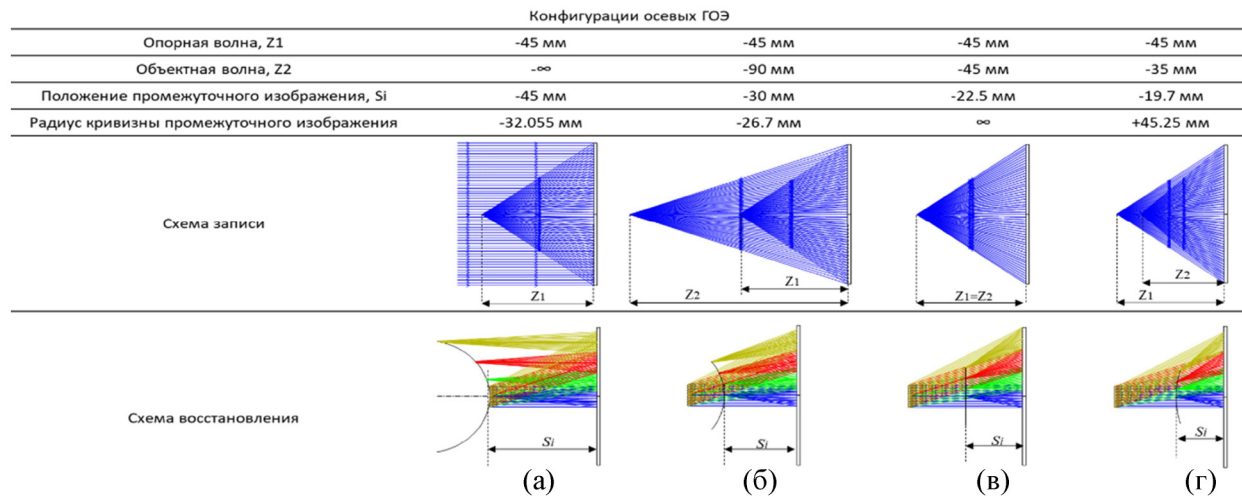 Конфигурации осевых ГОЭ
Опорная волна, Z1 -45 мм -45 мм -45 мм -45 мм
Объектная волна, Z2 -∞ -90 мм -45 мм -35 мм
Положение промежуточного изображения, Si -45 мм -30 мм -22.5 мм -19.7 мм
Радиус кривизны промежуточного изображения -32.055 мм -26.7 мм ∞ +45.25 мм
Схема записи
Z1 Z2 Z1 Z1=Z2 Z2 Z1
Схема восстановления
Si Si Si Si
(а) (б) (в) (г)